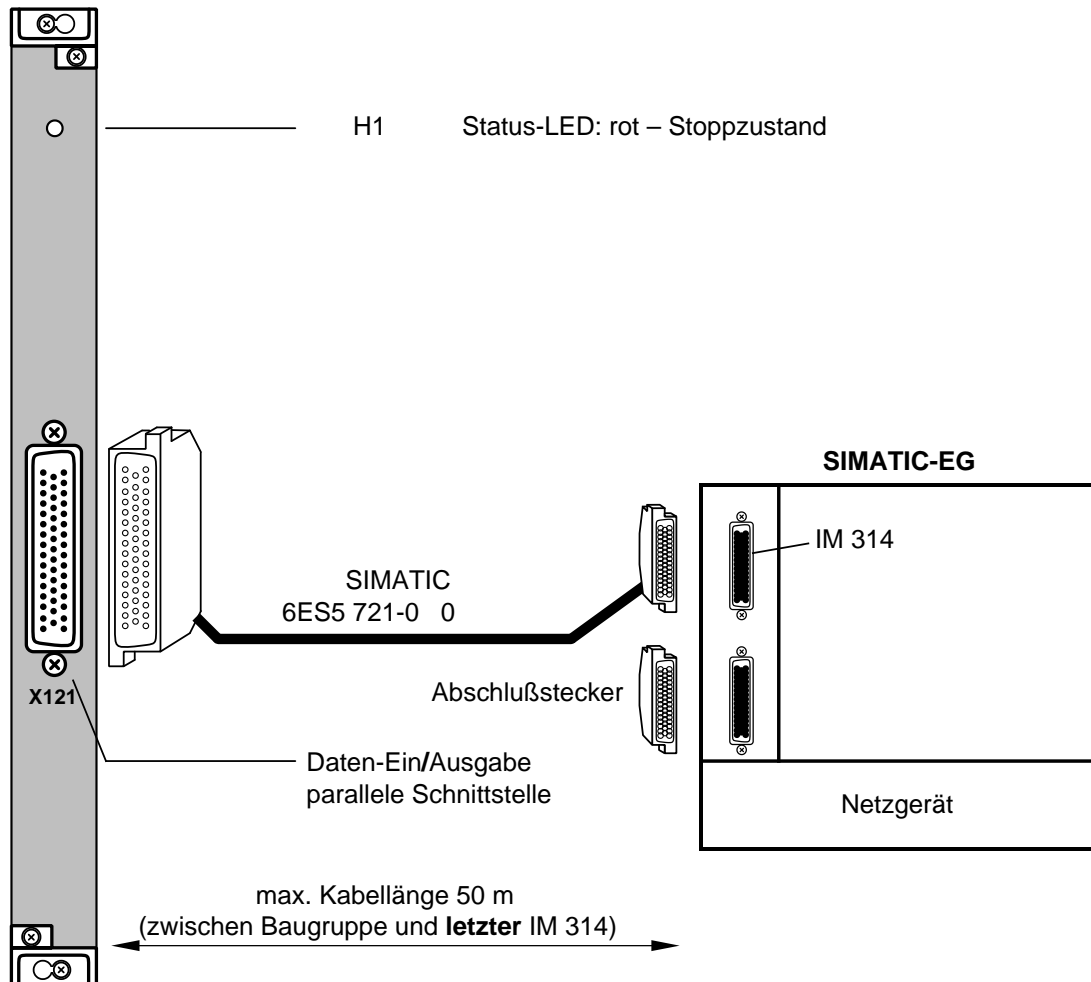 H1 Status-LED: rot – Stoppzustand
SIMATIC-EG
IM 314
SIMATIC
6ES5 721-0 0
Abschlußstecker
X121
Daten-Ein/Ausgabe
parallele Schnittstelle
Netzgerät
max. Kabellänge 50 m
(zwischen Baugruppe und letzter IM 314)